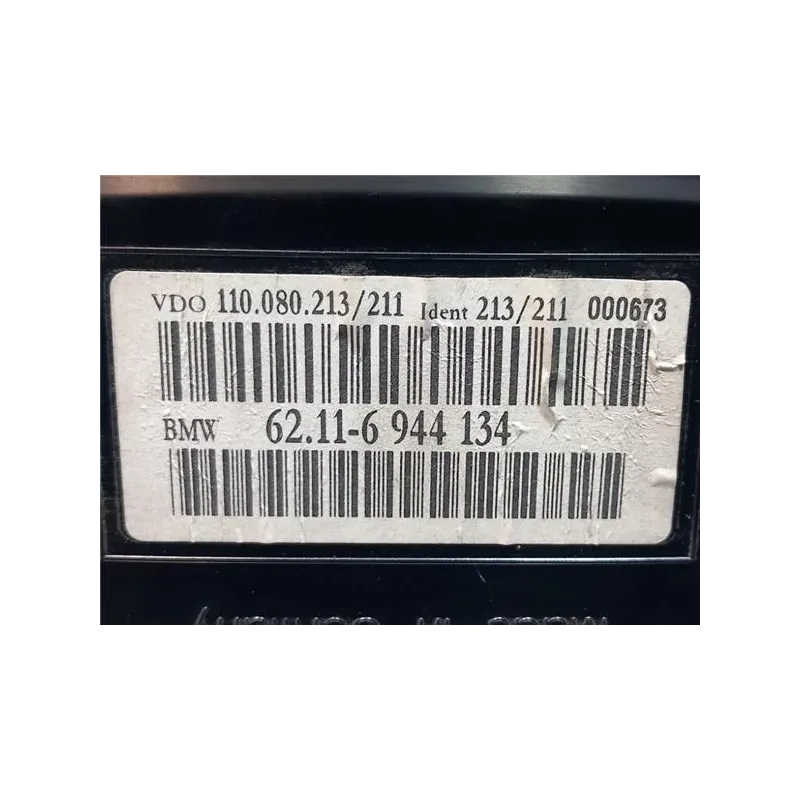 VDO 110.080.213/211 Ident 213/211 000673
BMW 62.11-6 944 134